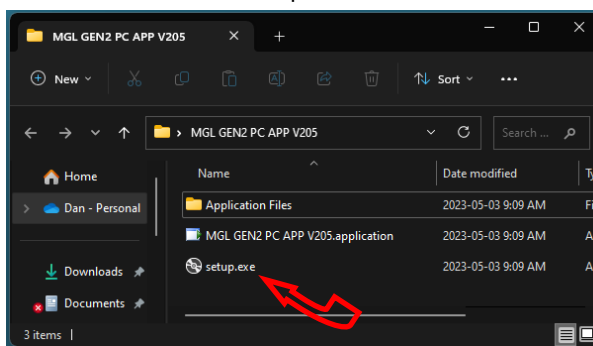 MGL GEN2 PC APP V205
New
Sort
MGL GEN2 PC APP V205
Search ...
Home
Name
Date modified
Dan - Personal
Application Files
2023-05-03 9:09 AM
MGL GEN2 PC APP V205.application
2023-05-03 9:09 AM
Downloads
setup.exe
2023-05-03 9:09 AM
Documents
3 items